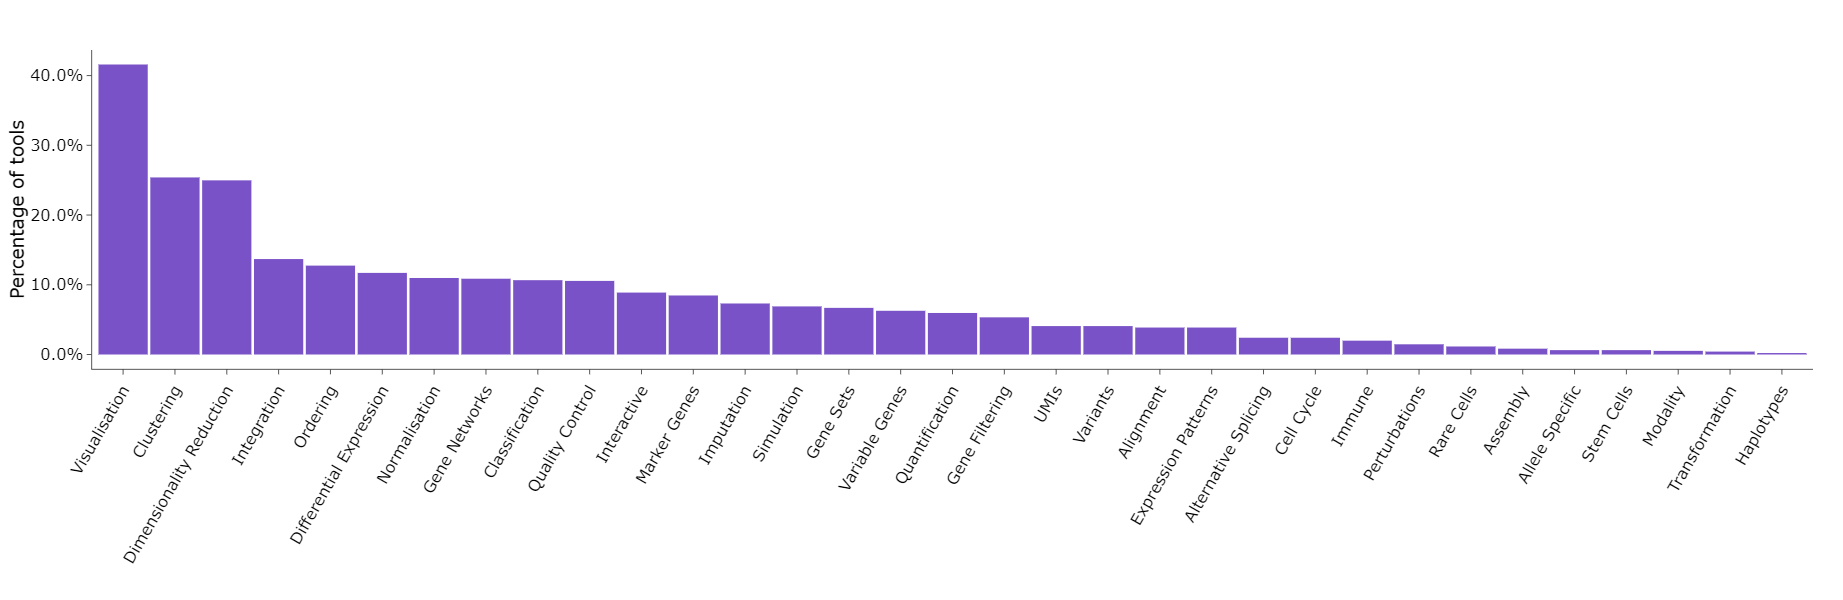 Percentage of tools
40.0%
30.0%
20.0%
10.0%
0.0%
Visualisation
Clustering
Dimensionality Reduction
Integration
Ordering
Differential Expression
Normalisation
Gene Networks
Classification
Quality Control
Interactive
Marker Genes
Imputation
Simulation
Gene Sets
Variable Genes
Quantification
Gene Filtering
UMIs
Variants
Alignment
Expression Patterns
Alternative Splicing
Cell Cycle
Immune
Perturbations
Rare Cells
Assembly
Allele Specific
Stem Cells
Modality
Transformation
Haplotypes